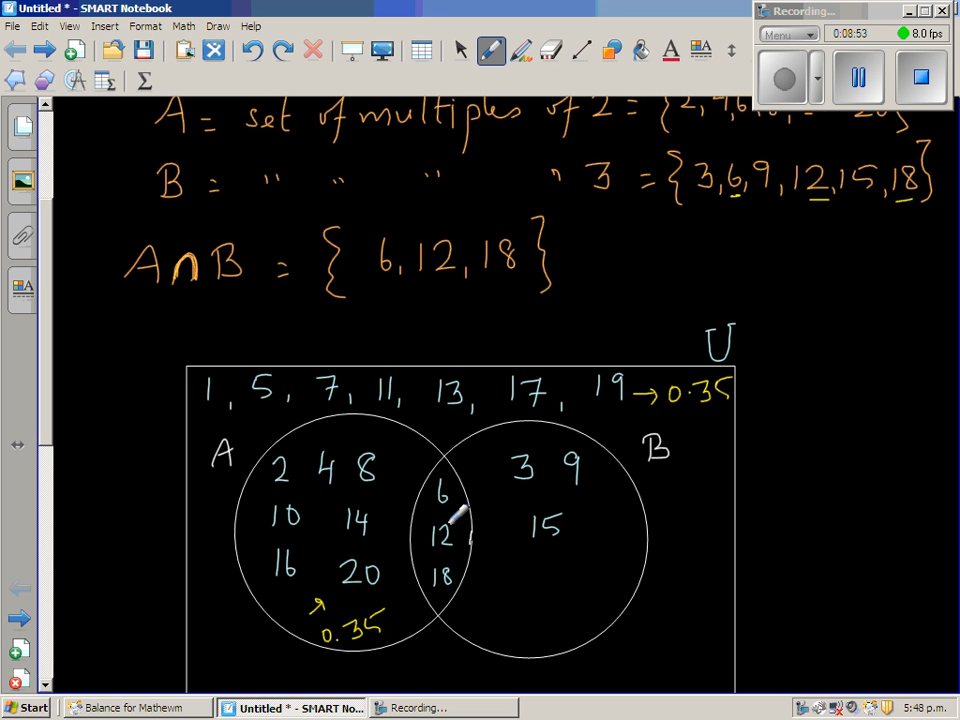 Untitled * - SMART Notebook
File Edit View Insert Format Math Draw Help
Recording...
Menu 0:08:53 8.0 fps
A = set of multiples of 2 = {2, 4, 6, 20}
B = " " " " 3 = {3, 6, 9, 12, 15, 18}
A∩B = { 6, 12, 18 }
U
1, 5, 7, 11, 13, 17, 19 → 0.35
A B
2 4 8 3 9
6
10 14 15
12
16 20 18
0.35
Start Balance for Mathewm Untitled * - SMART No... Recording... 5:48 p.m.